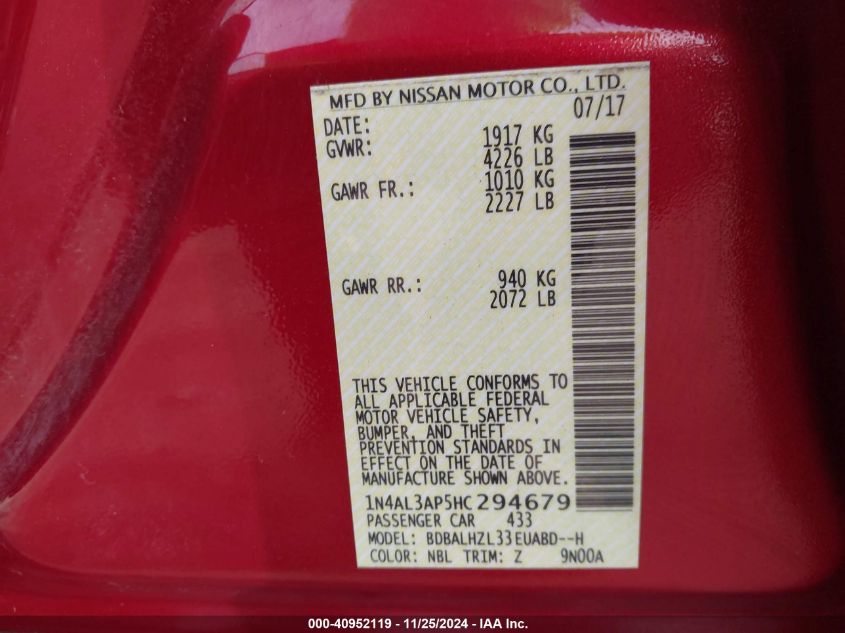 MFD BY NISSAN MOTOR CO., LTD.
DATE: 07/17
GVWR: 1917 KG
4226 LB
GAWR FR.: 1010 KG
2227 LB
GAWR RR.: 940 KG
2072 LB
THIS VEHICLE CONFORMS TO
ALL APPLICABLE FEDERAL
MOTOR VEHICLE SAFETY,
BUMPER, AND THEFT
PREVENTION STANDARDS IN
EFFECT ON THE DATE OF
MANUFACTURE SHOWN ABOVE.
1N4AL3AP5HC294679
PASSENGER CAR 433
MODEL: BDBALHZL33EUABD--H
COLOR: NBL TRIM: Z 9N00A
000-40952119 - 11/25/2024 - IAA Inc.